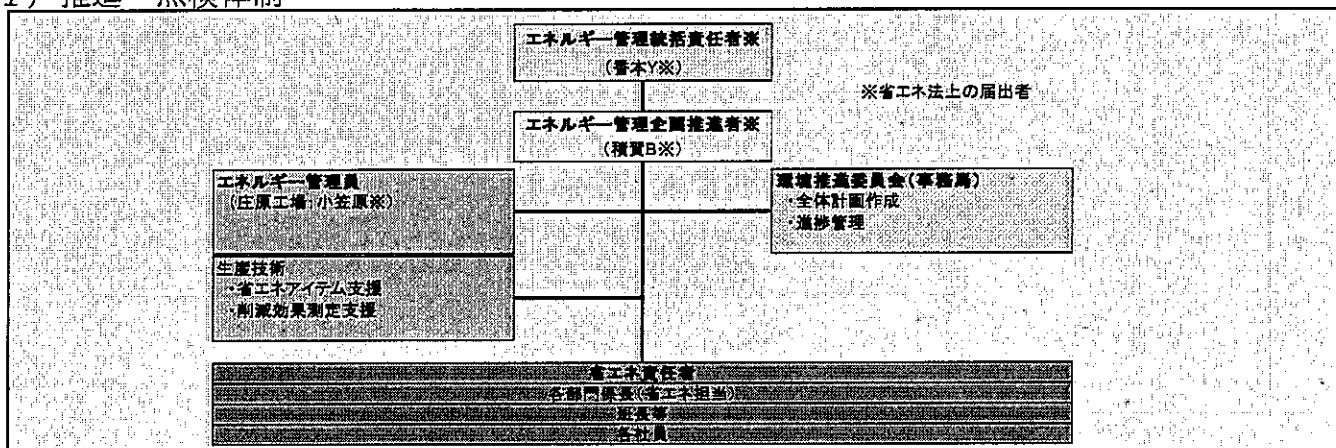 推進 点検体制
エネルギー管理統括責任者※
(香本Y※)
※省エネ法上の届出者
エネルギー管理企画推進者※
(積賀B※)
エネルギー管理員
(庄原工場:小笠原※)
環境推進委員会(事務局)
・全体計画作成
・進捗管理
生産技術
・省エネアイテム支援
・削減効果測定支援
省エネ責任者
各部門課長(省エネ担当)
班長等
各社員